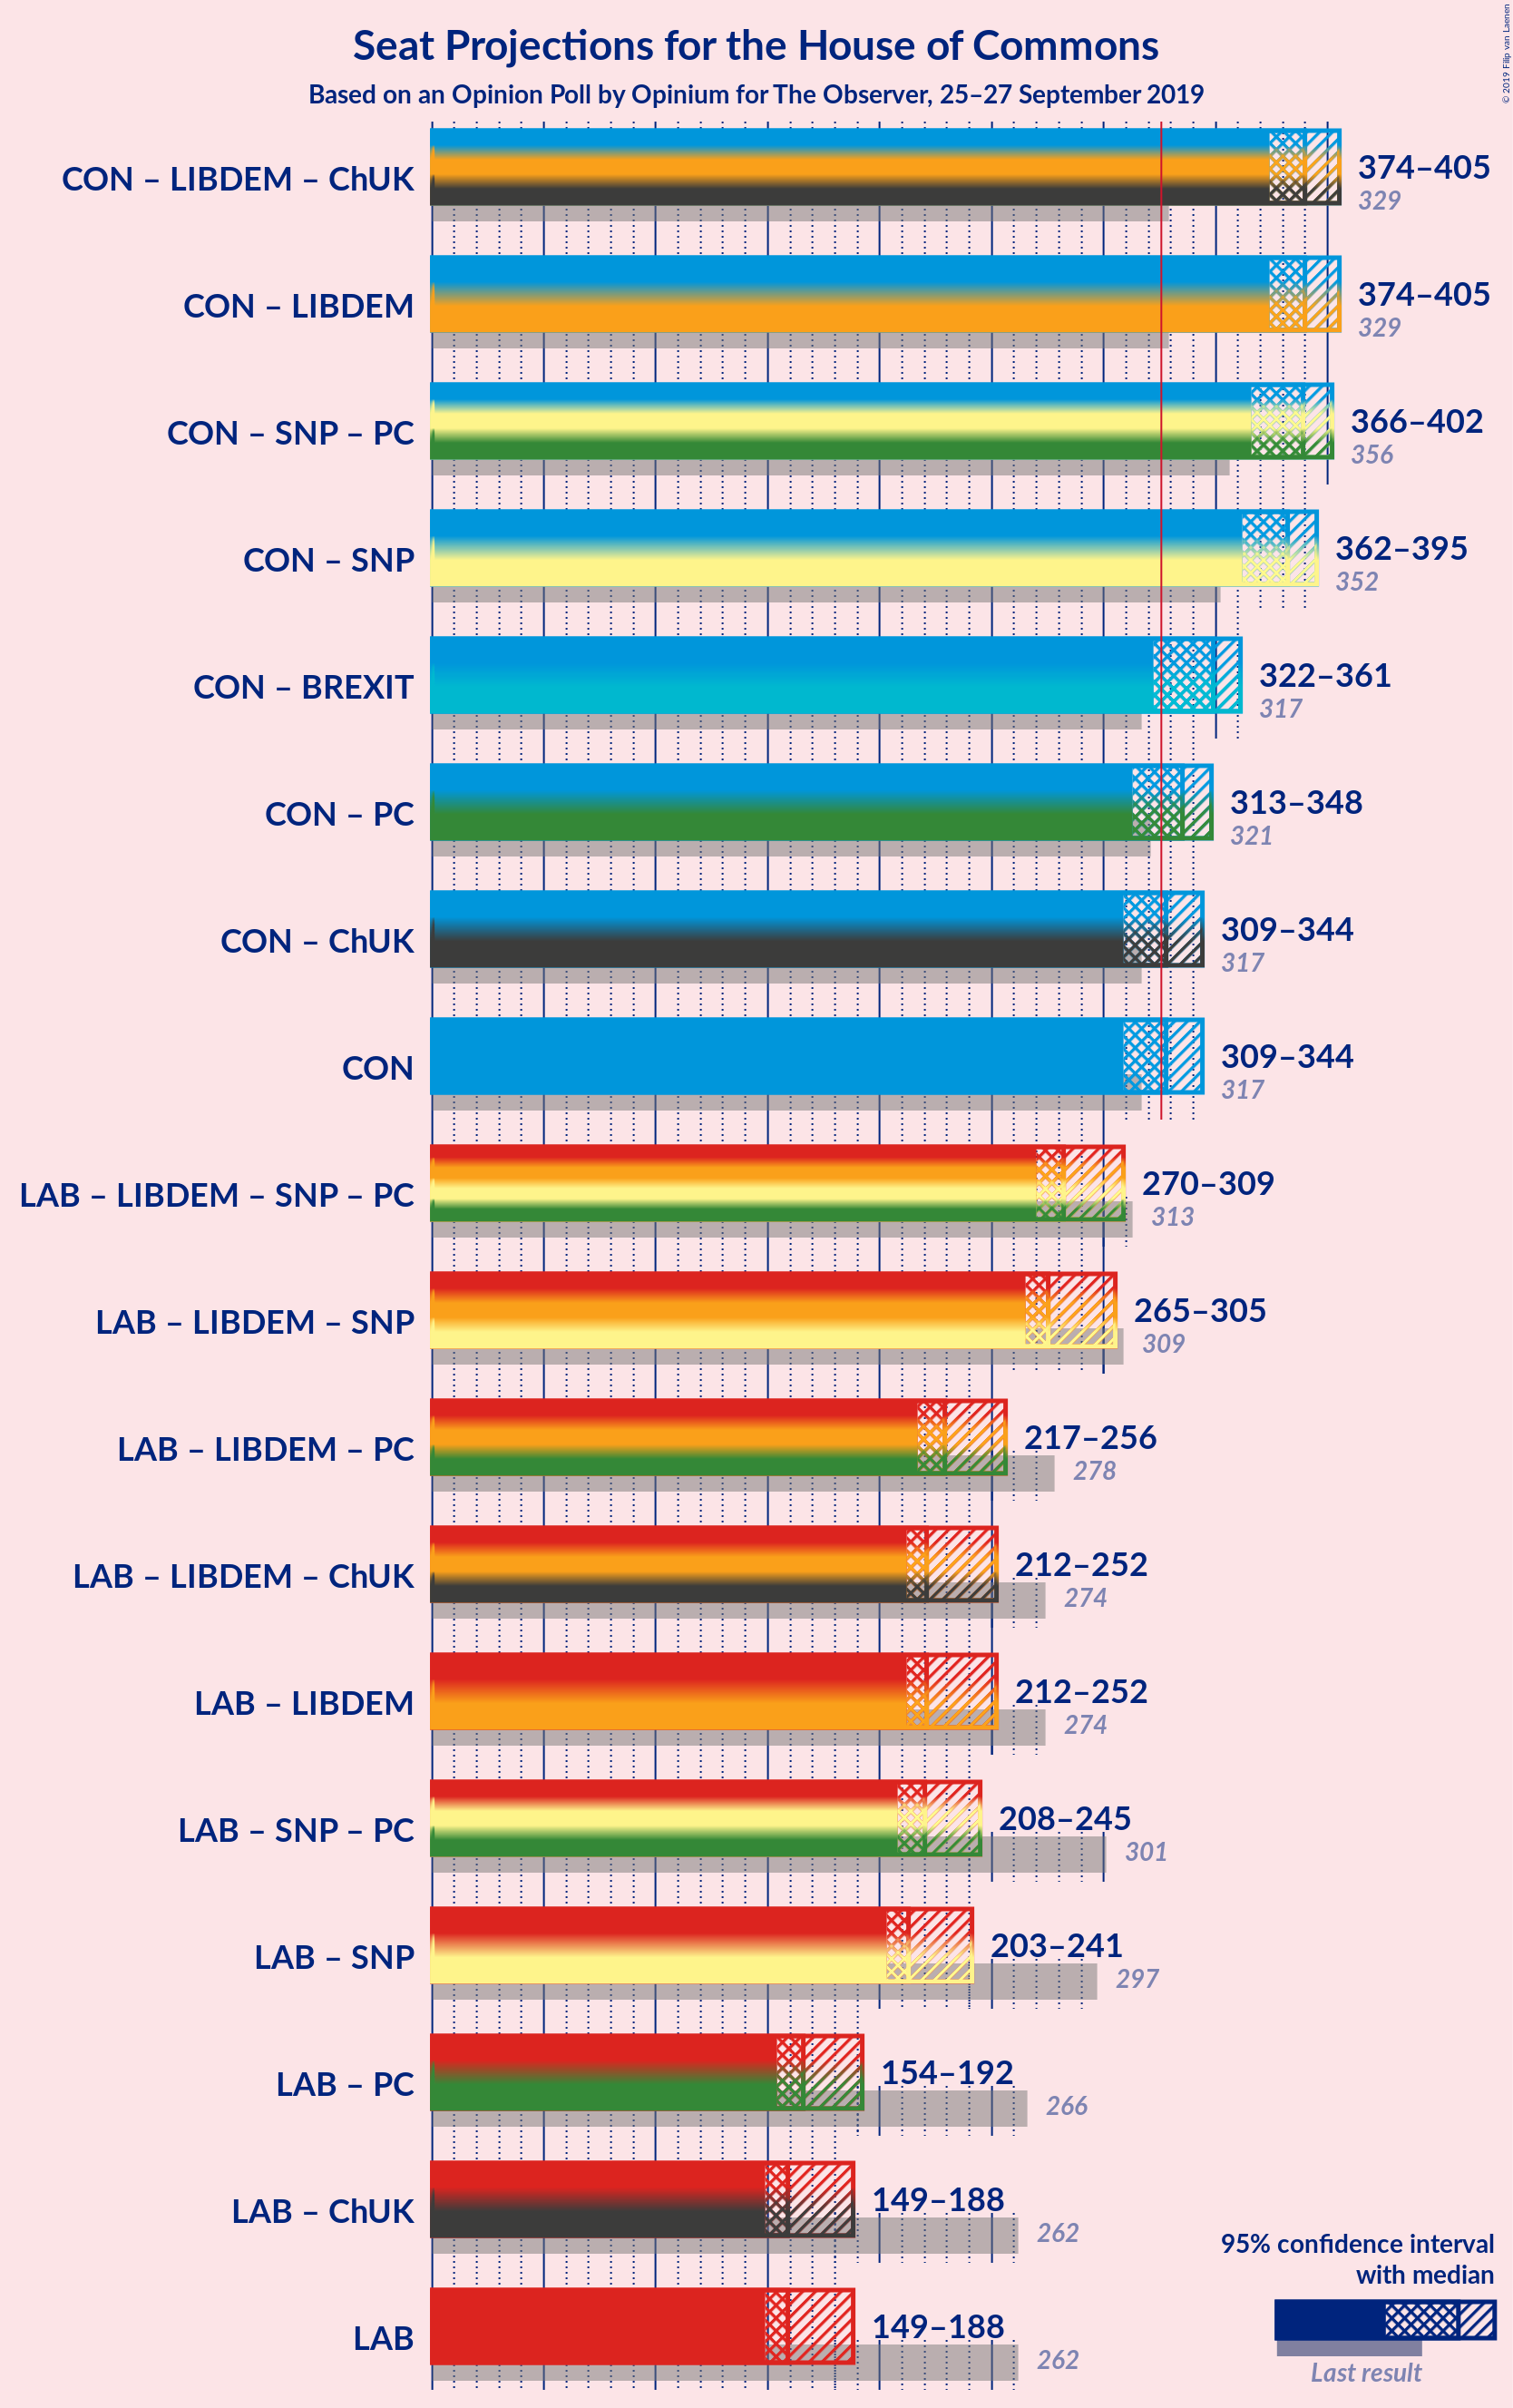 Seat Projections for the House of Commons
Based on an Opinion Poll by Opinium for The Observer, 25–27 September 2019
© 2019 Filip van Laenen
CON – LIBDEM – ChUK
374–405
329
CON – LIBDEM
374–405
329
CON – SNP – PC
366–402
356
CON – SNP
362–395
352
CON – BREXIT
322–361
317
CON – PC
313–348
321
CON – ChUK
309–344
317
CON
309–344
317
LAB – LIBDEM – SNP – PC
270–309
313
LAB – LIBDEM – SNP
265–305
309
LAB – LIBDEM – PC
217–256
278
LAB – LIBDEM – ChUK
212–252
274
LAB – LIBDEM
212–252
274
LAB – SNP – PC
208–245
301
LAB – SNP
203–241
297
LAB – PC
154–192
266
LAB – ChUK
149–188
262
LAB
149–188
262
95% confidence interval
with median
Last result